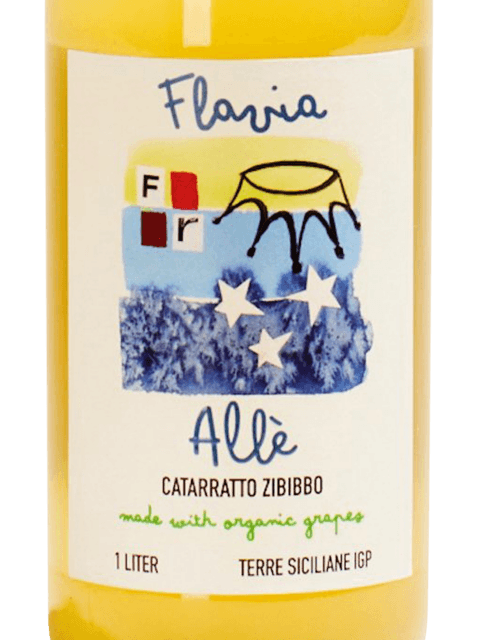 Flavia
F
r
Allè
CATARRATTO ZIBIBBO
made with organic grapes
1 LITER TERRE SICILIANE IGP